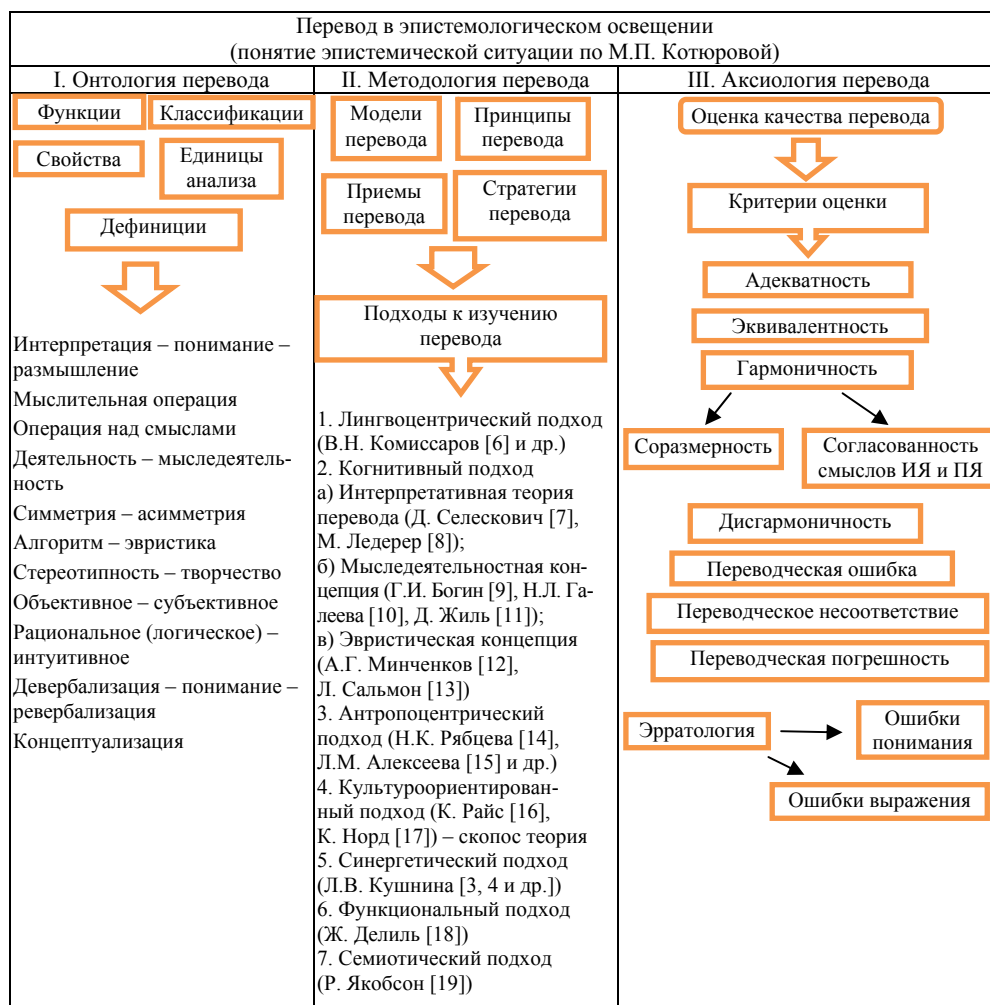 Перевод в эпистемологическом освещении
(понятие эпистемической ситуации по М.П. Котюровой)
I. Онтология перевода
Функции
Классификации
Свойства
Единицы
анализа
Дефиниции
Интерпретация – понимание –
размышление
Мыслительная операция
Операция над смыслами
Деятельность – мыследеятель-
ность
Симметрия – асимметрия
Алгоритм – эвристика
Стереотипность – творчество
Объективное – субъективное
Рациональное (логическое) –
интуитивное
Девербализация – понимание –
ревербализация
Концептуализация
II. Методология перевода
Модели
перевода
Принципы
перевода
Приемы
перевода
Стратегии
перевода
Подходы к изучению
перевода
1. Лингвоцентрический подход
(В.Н. Комиссаров [6] и др.)
2. Когнитивный подход
а) Интерпретативная теория
перевода (Д. Селескович [7],
М. Ледерер [8]);
б) Мыследеятельностная кон-
цепция (Г.И. Богин [9], Н.Л. Га-
леева [10], Д. Жиль [11]);
в) Эвристическая концепция
(А.Г. Минченков [12],
Л. Сальмон [13])
3. Антропоцентрический
подход (Н.К. Рябцева [14],
Л.М. Алексеева [15] и др.)
4. Культуроориентирован-
ный подход (К. Райс [16],
К. Норд [17]) – скопос теория
5. Синергетический подход
(Л.В. Кушнина [3, 4 и др.])
6. Функциональный подход
(Ж. Делиль [18])
7. Семиотический подход
(Р. Якобсон [19])
III. Аксиология перевода
Оценка качества перевода
Критерии оценки
Адекватность
Эквивалентность
Гармоничность
Соразмерность
Согласованность
смыслов ИЯ и ПЯ
Дисгармоничность
Переводческая ошибка
Переводческое несоответствие
Переводческая погрешность
Эрратология
Ошибки
понимания
Ошибки выражения